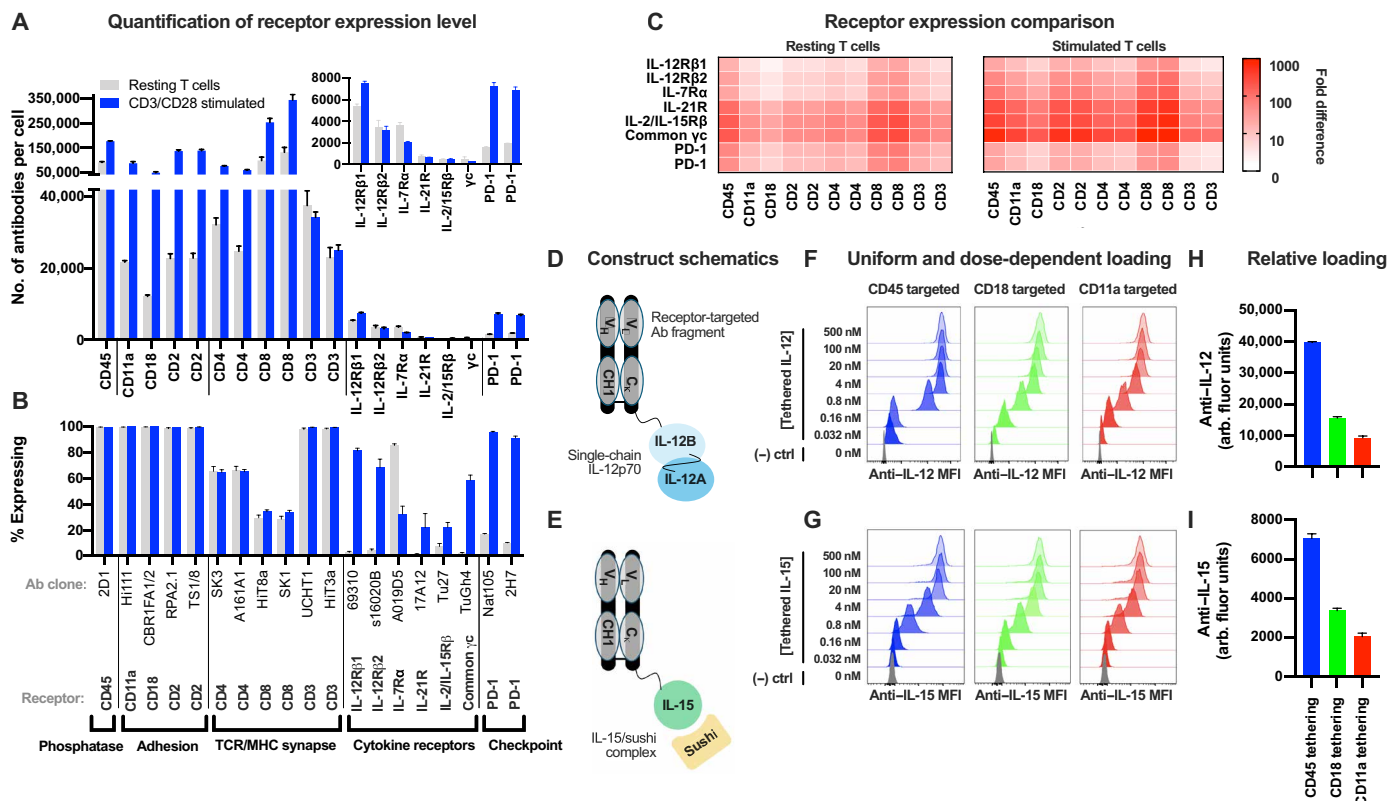 A
Quantification of receptor expression level
Resting T cells
CD3/CD28 stimulated
No. of antibodies per cell
350,000
250,000
150,000
50,000
40,000
20,000
0
8000
6000
4000
2000
0
IL-12Rβ1
IL-12Rβ2
IL-7Rα
IL-21R
IL-2/15Rβ
γc
PD-1
PD-1
CD45
CD11a
CD18
CD2
CD2
CD4
CD4
CD8
CD8
CD3
CD3
IL-12Rβ1
IL-12Rβ2
IL-7Rα
IL-21R
IL-2/15Rβ
γc
PD-1
PD-1
B
% Expressing
100
80
60
40
20
0
Ab clone:
2D1
Hi111
CBR1FA1/2
RPA2.1
TS1/8
SK3
A161A1
HiT8a
SK1
UCHT1
HiT3a
69310
s16020B
A019D5
17A12
Tu27
TuGh4
Nat105
2H7
Receptor:
CD45
CD11a
CD18
CD2
CD2
CD4
CD4
CD8
CD8
CD3
CD3
IL-12Rβ1
IL-12Rβ2
IL-7Rα
IL-21R
IL-2/IL-15Rβ
Common γc
PD-1
PD-1
Phosphatase
Adhesion
TCR/MHC synapse
Cytokine receptors
Checkpoint
C
Receptor expression comparison
Resting T cells
Stimulated T cells
IL-12Rβ1
IL-12Rβ2
IL-7Rα
IL-21R
IL-2/IL-15Rβ
Common γc
PD-1
PD-1
CD45
CD11a
CD18
CD2
CD2
CD4
CD4
CD8
CD8
CD3
CD3
CD45
CD11a
CD18
CD2
CD2
CD4
CD4
CD8
CD8
CD3
CD3
1000
100
10
0
Fold difference
D
Construct schematics
VH
VL
CH1
Cκ
Receptor-targeted
Ab fragment
IL-12B
IL-12A
Single-chain
IL-12p70
E
VH
VL
CH1
Cκ
IL-15
Sushi
IL-15/sushi
complex
F
Uniform and dose-dependent loading
CD45 targeted
CD18 targeted
CD11a targeted
[Tethered IL-12]
500 nM
100 nM
20 nM
4 nM
0.8 nM
0.16 nM
0.032 nM
(–) ctrl
0 nM
Anti–IL-12 MFI
Anti–IL-12 MFI
Anti–IL-12 MFI
G
[Tethered IL-15]
500 nM
100 nM
20 nM
4 nM
0.8 nM
0.16 nM
0.032 nM
(–) ctrl
0 nM
Anti–IL-15 MFI
Anti–IL-15 MFI
Anti–IL-15 MFI
H
Relative loading
Anti–IL-12
(arb. fluor units)
50,000
40,000
30,000
20,000
10,000
0
I
Anti–IL-15
(arb. fluor units)
8000
6000
4000
2000
0
CD45 tethering
CD18 tethering
CD11a tethering